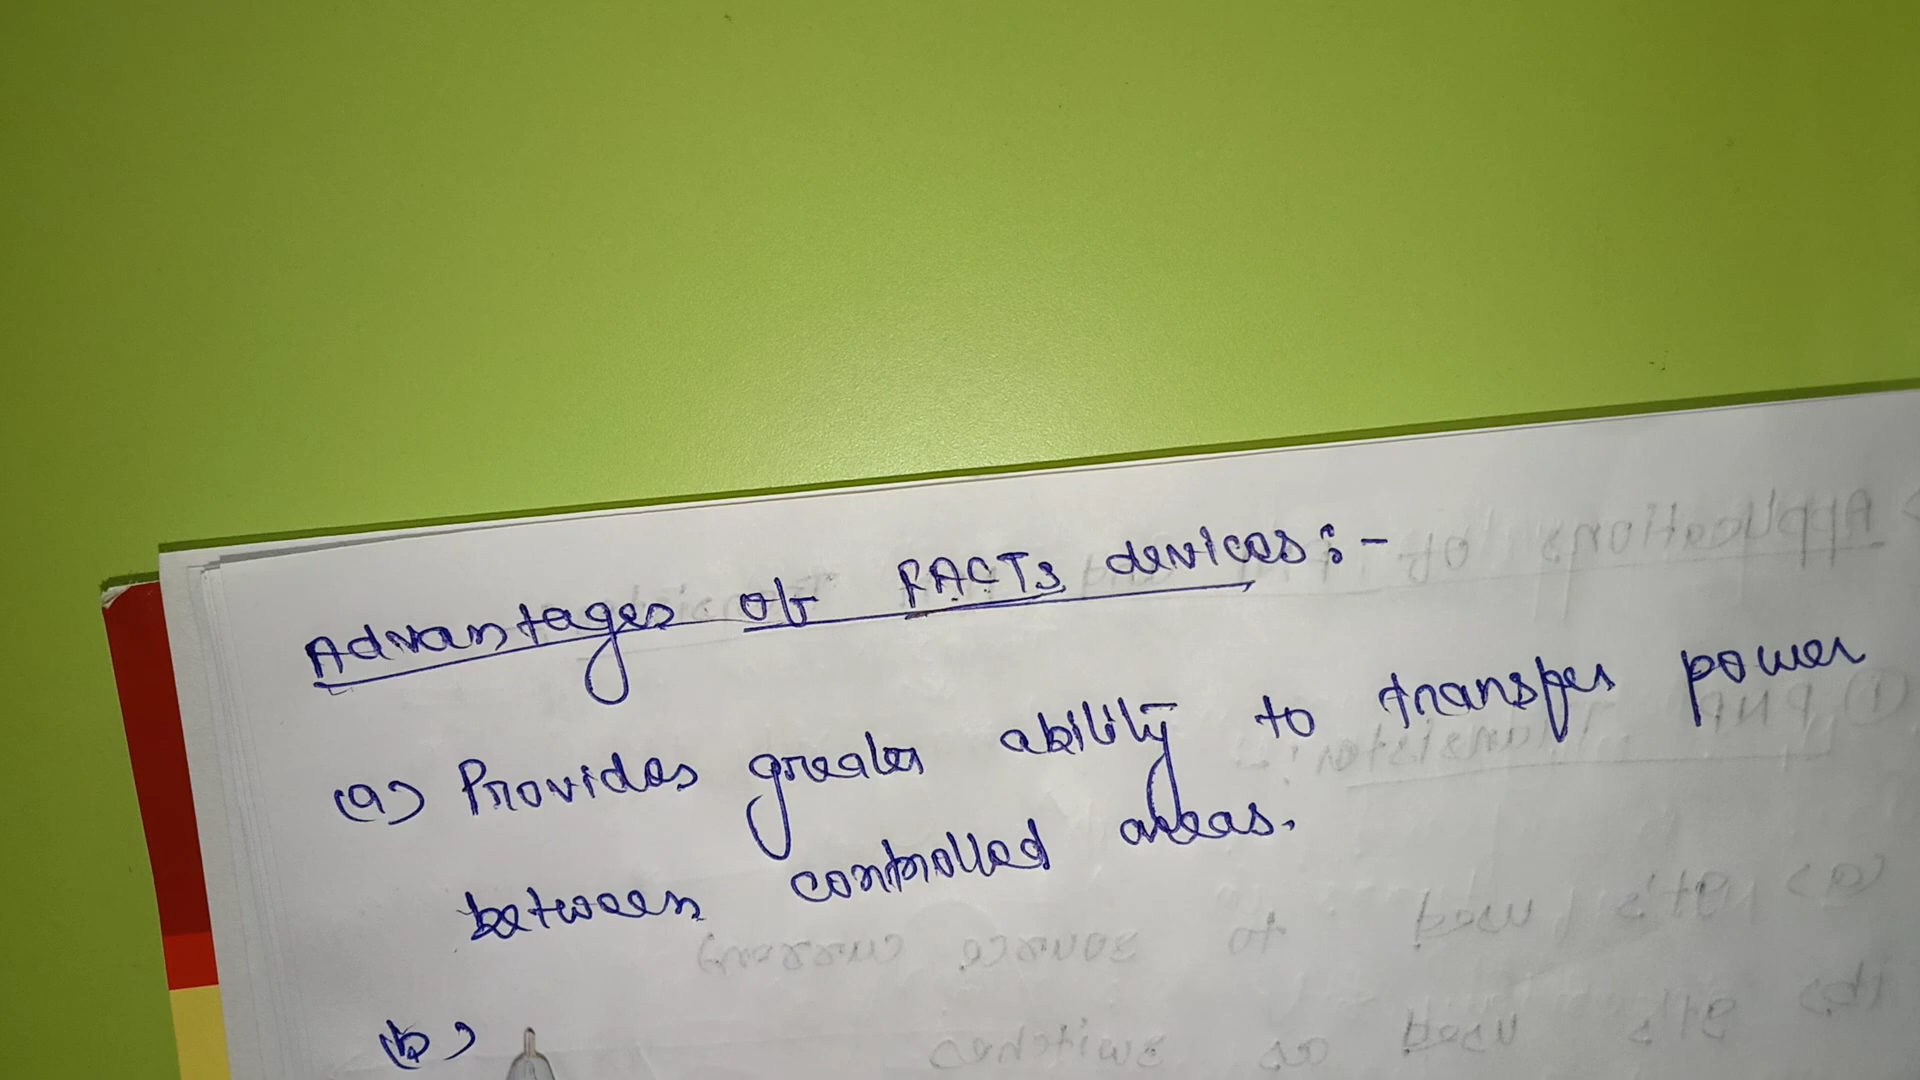 Advantages of FACTs devices :-
(a) Provides greater ability to transfer power
between controlled areas.
(b)